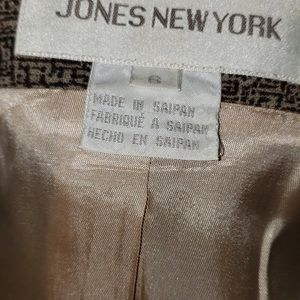 JONES NEW YORK
6
MADE IN SAIPAN
FABRIQUÉ A SAIPAN
HECHO EN SAIPAN